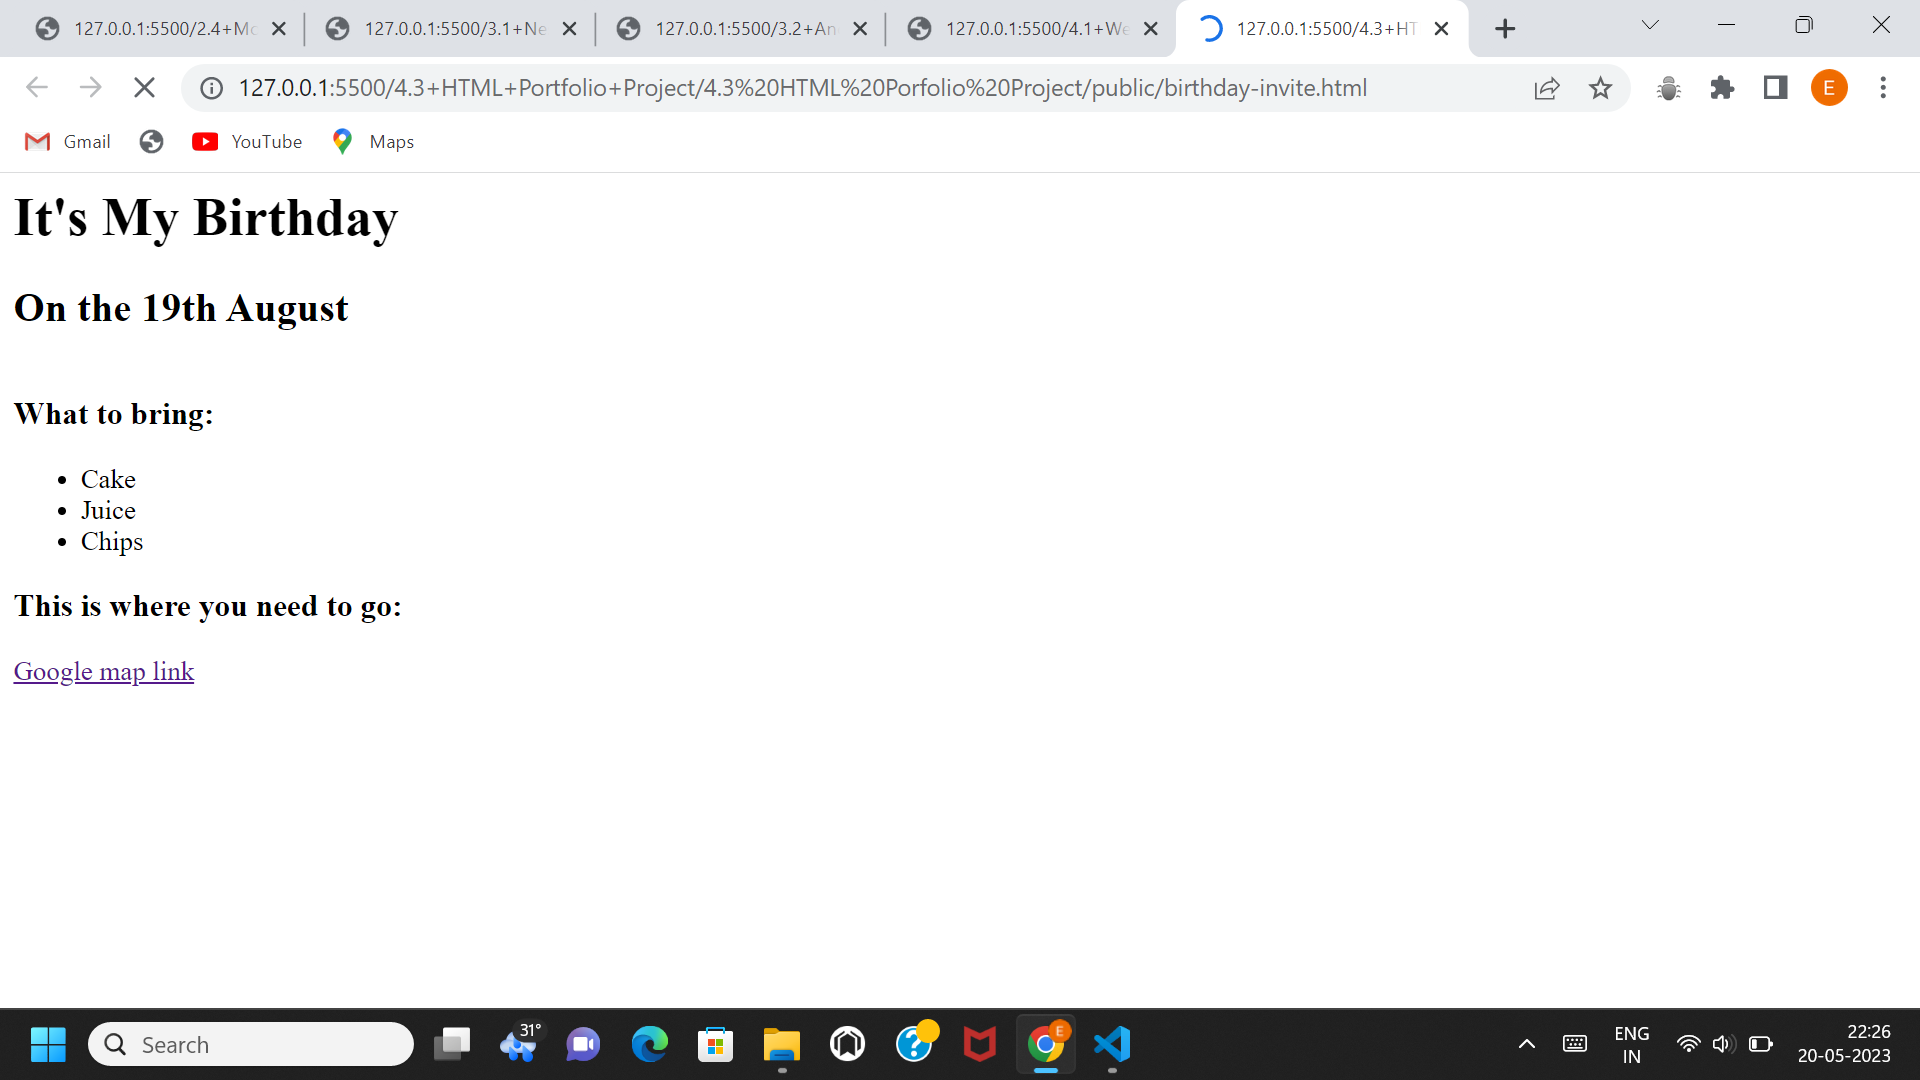 127.0.0.1:5500/2.4+Mo
127.0.0.1:5500/3.1+Ne
127.0.0.1:5500/3.2+An
127.0.0.1:5500/4.1+We
127.0.0.1:5500/4.3+HT
127.0.0.1:5500/4.3+HTML+Portfolio+Project/4.3%20HTML%20Porfolio%20Project/public/birthday-invite.html
E
Gmail
YouTube
Maps
It's My Birthday
On the 19th August
What to bring:
• Cake
• Juice
• Chips
This is where you need to go:
Google map link
Search
31°
E
ENG
IN
22:26
20-05-2023